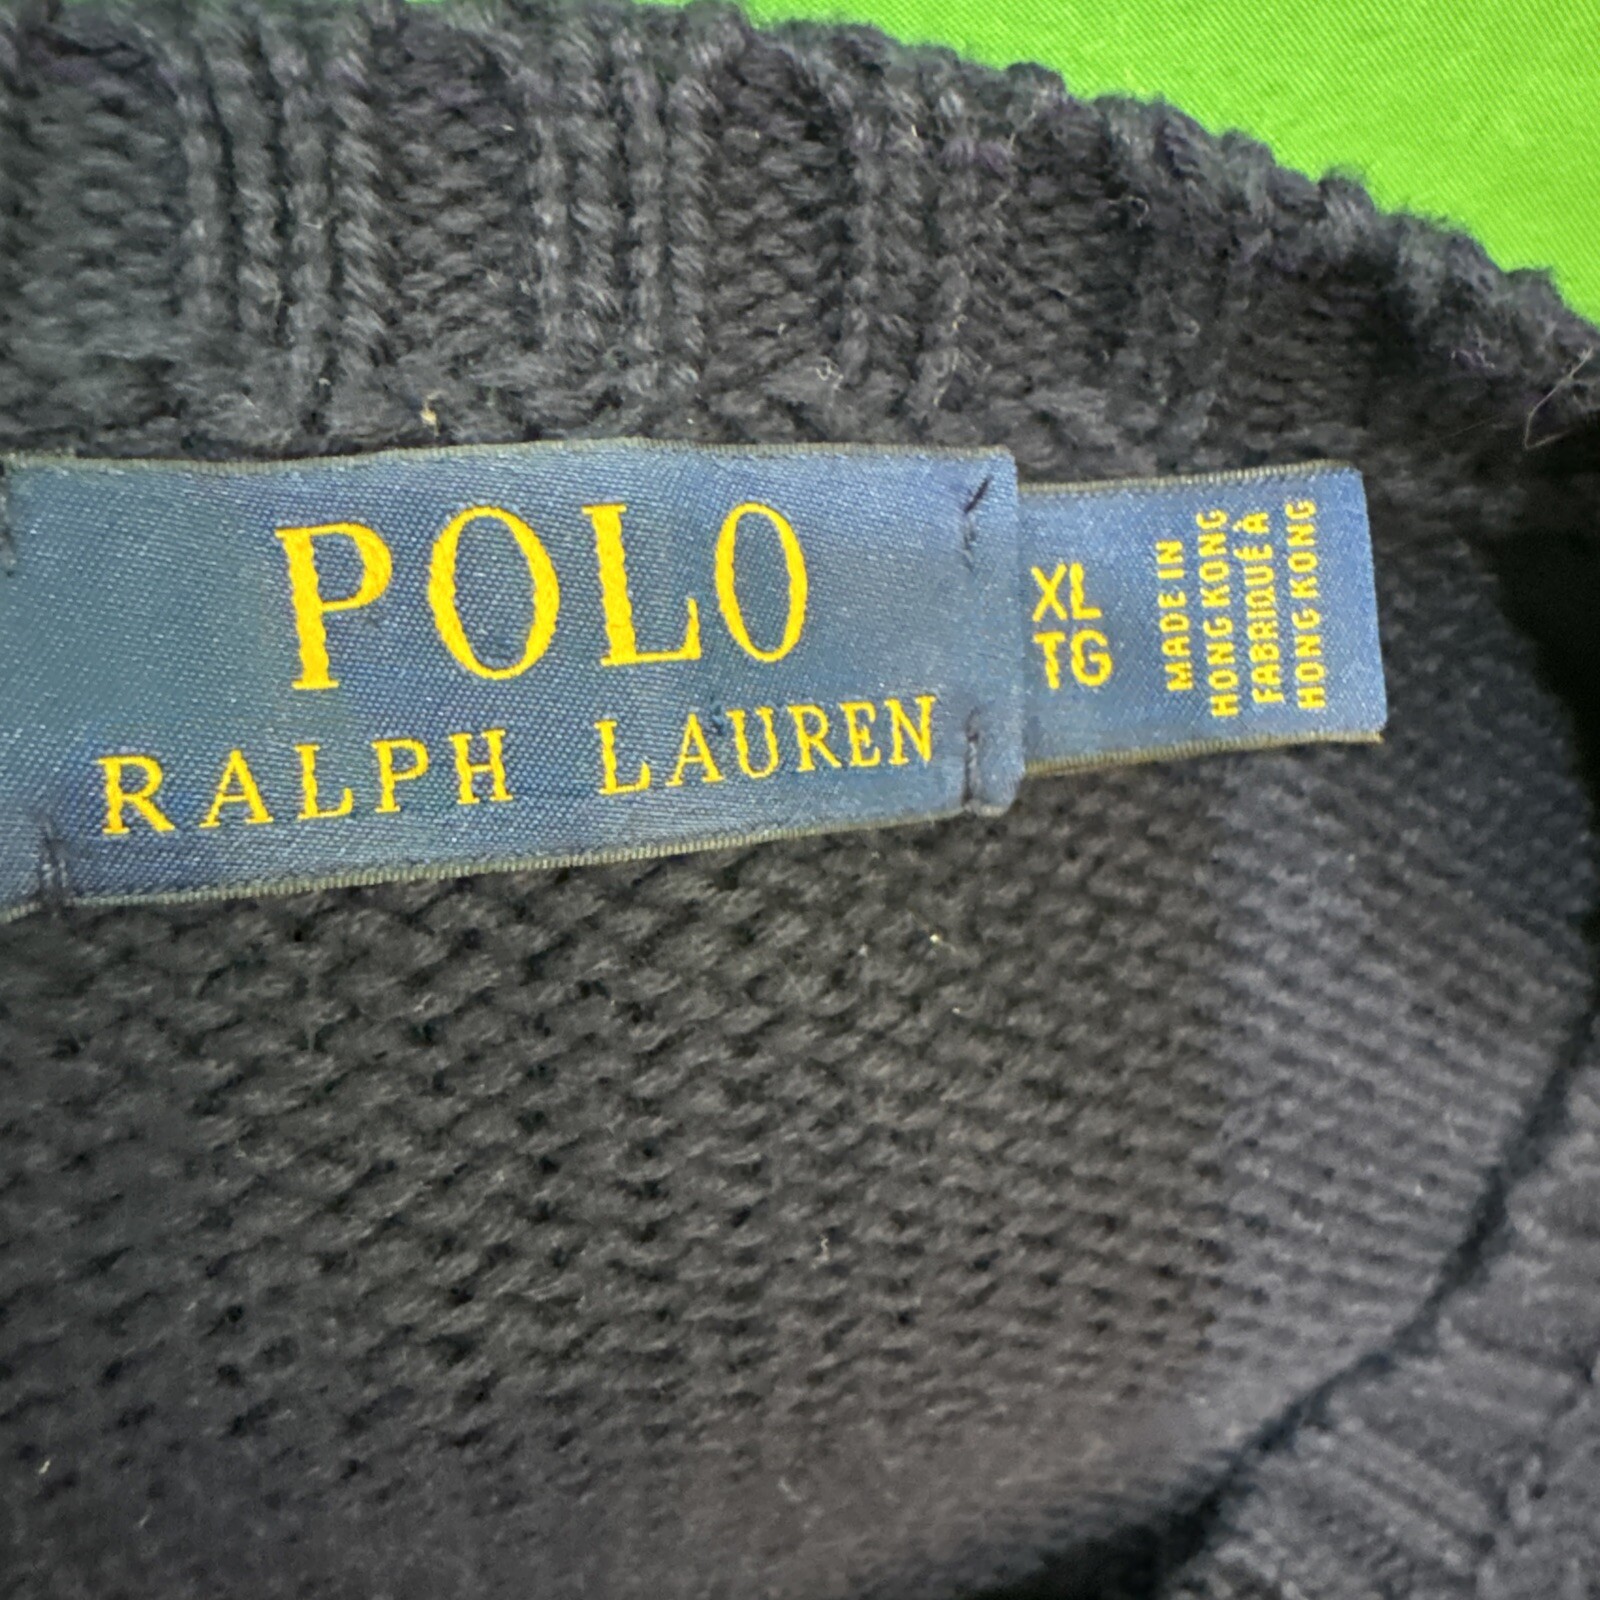 POLO
RALPH LAUREN
XL
TG
MADE IN
HONG KONG
FABRIQUÉ À
HONG KONG